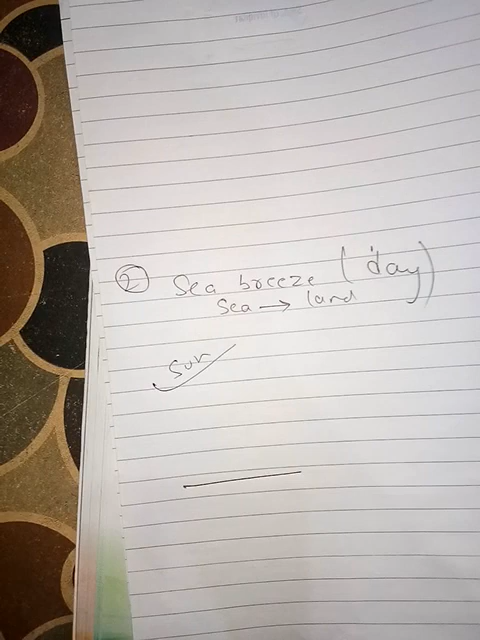 ② Sea breeze (day)
Sea → land
Sun